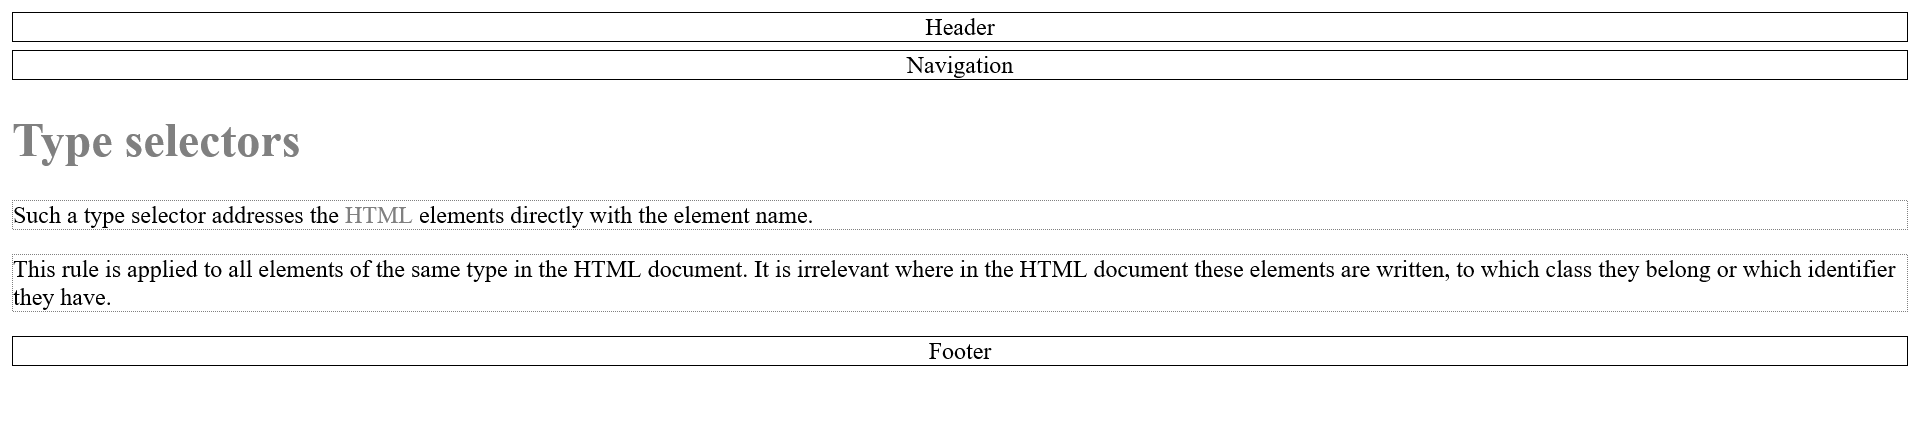 Header
Navigation
Type selectors
Such a type selector addresses the HTML elements directly with the element name.
This rule is applied to all elements of the same type in the HTML document. It is irrelevant where in the HTML document these elements are written, to which class they belong or which identifier
they have.
Footer